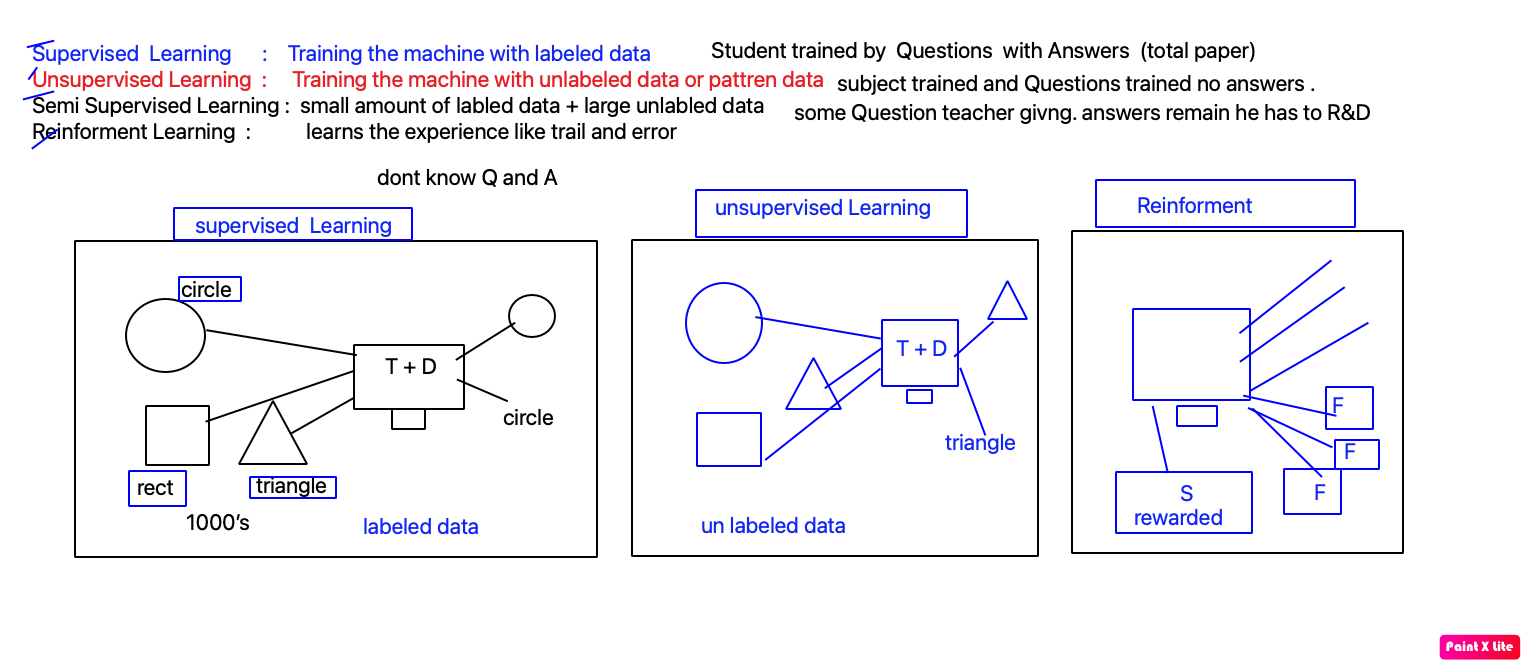 Supervised Learning : Training the machine with labeled data Student trained by Questions with Answers (total paper)
Unsupervised Learning : Training the machine with unlabeled data or pattren data subject trained and Questions trained no answers .
Semi Supervised Learning : small amount of labled data + large unlabled data some Question teacher givng. answers remain he has to R&D
Reinforment Learning : learns the experience like trail and error
dont know Q and A
supervised Learning
circle
T + D
circle
rect
triangle
1000's
labeled data
unsupervised Learning
T + D
triangle
un labeled data
Reinforment
F
F
F
S
rewarded
Paint X Lite